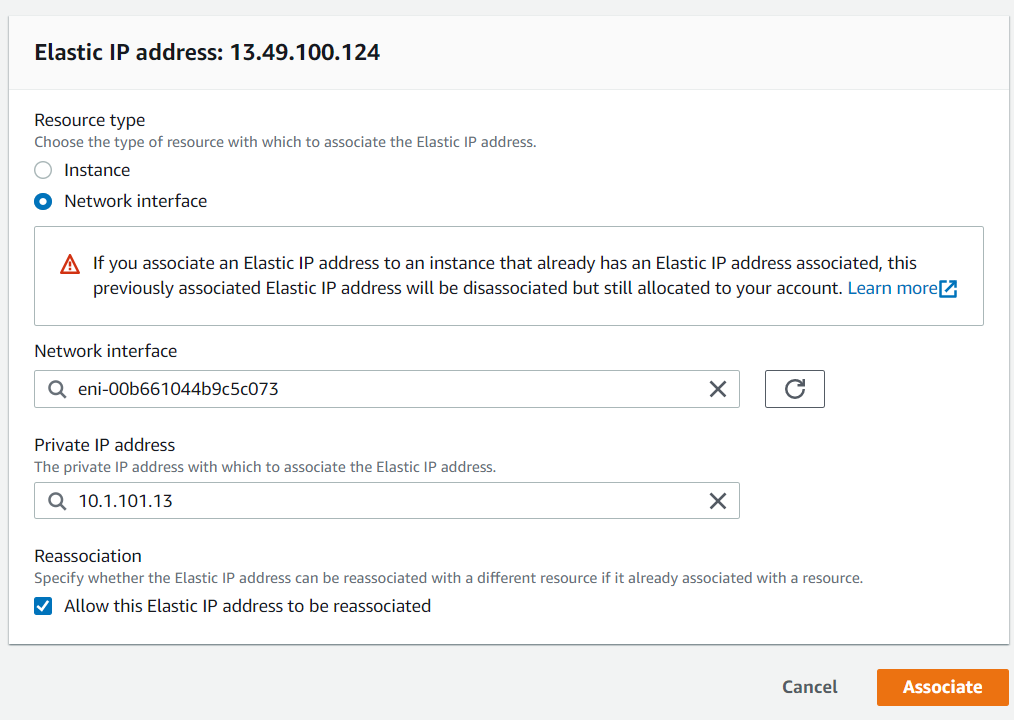 Elastic IP address: 13.49.100.124
Resource type
Choose the type of resource with which to associate the Elastic IP address.
Instance
Network interface
If you associate an Elastic IP address to an instance that already has an Elastic IP address associated, this
previously associated Elastic IP address will be disassociated but still allocated to your account. Learn more
Network interface
eni-00b661044b9c5c073
Private IP address
The private IP address with which to associate the Elastic IP address.
10.1.101.13
Reassociation
Specify whether the Elastic IP address can be reassociated with a different resource if it already associated with a resource.
Allow this Elastic IP address to be reassociated
Cancel
Associate